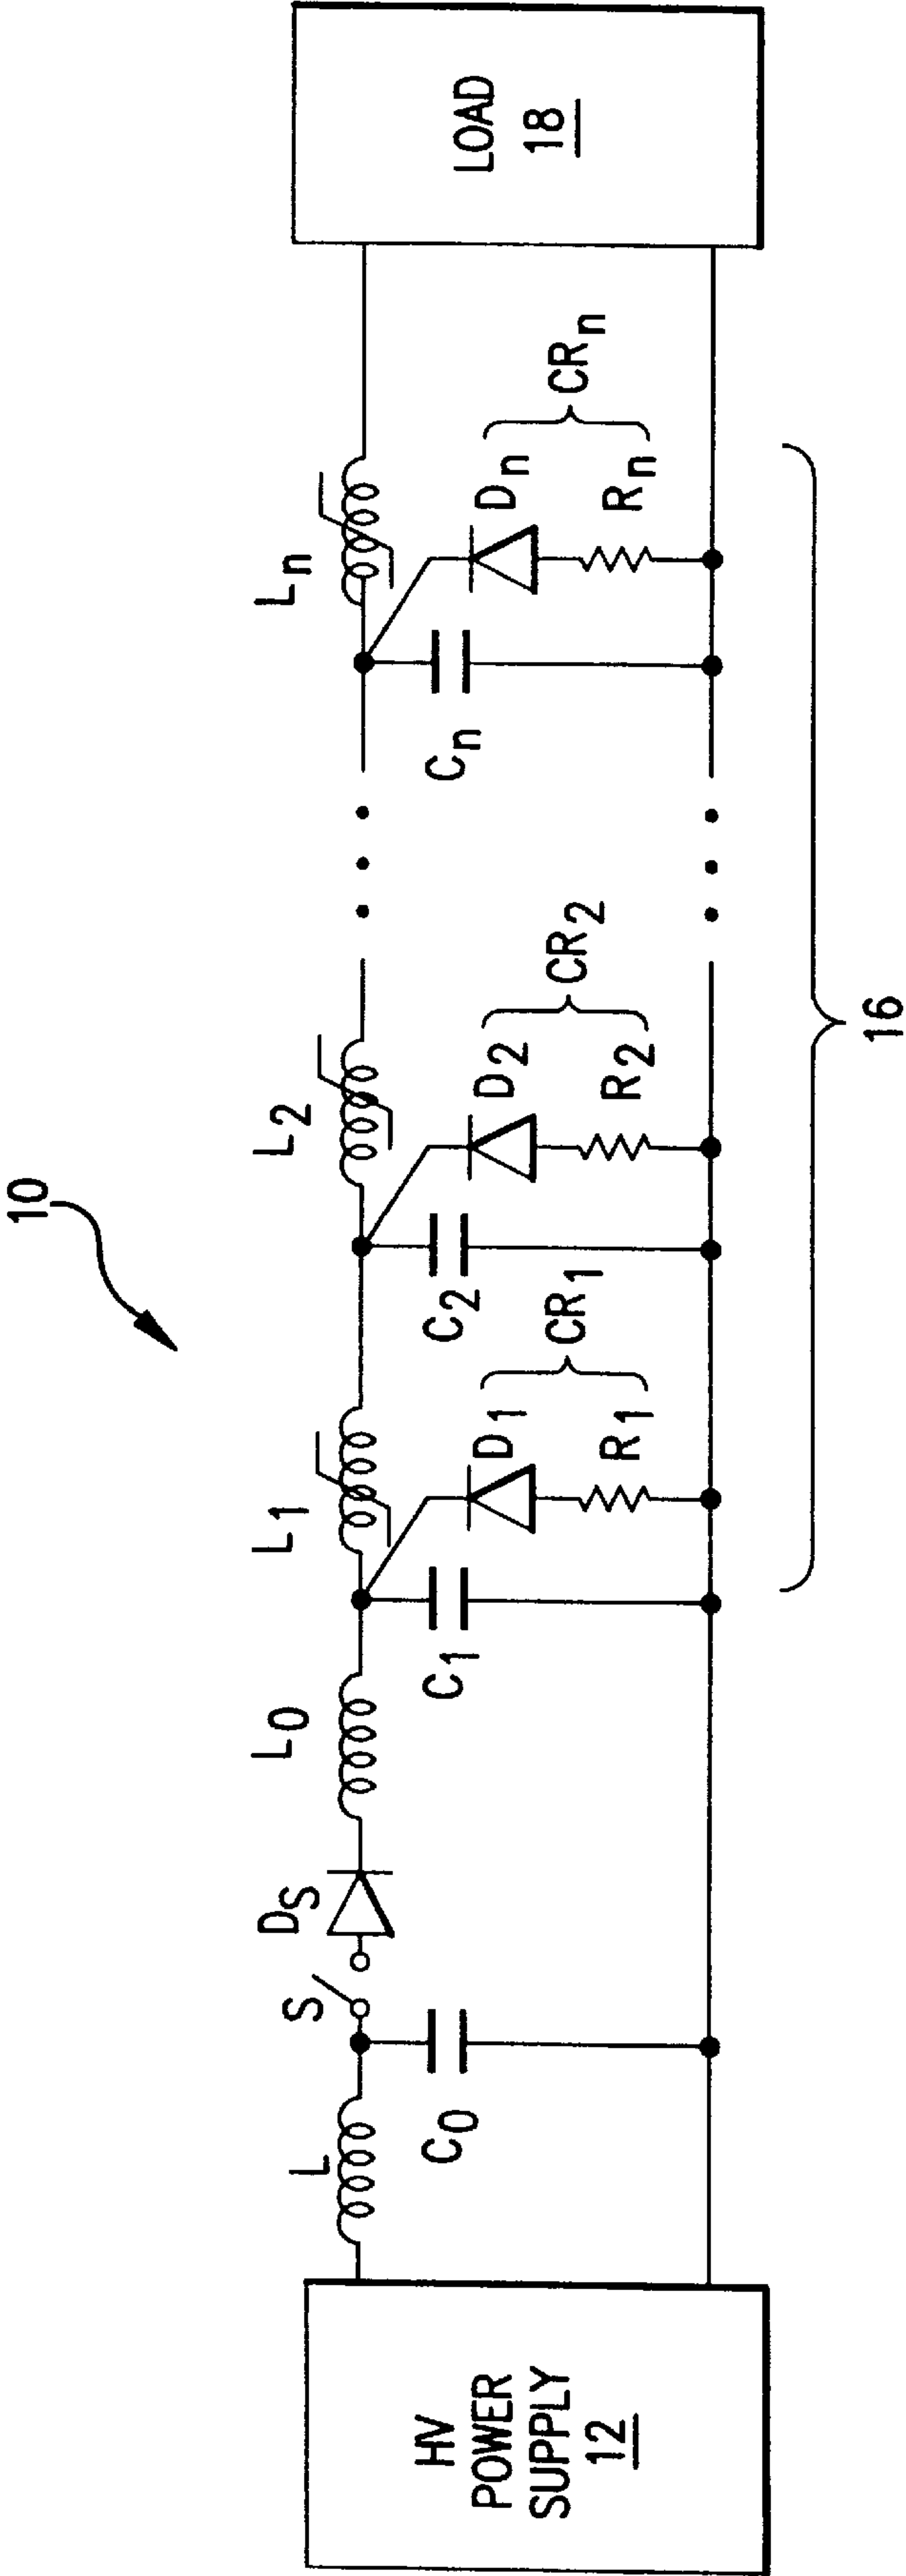 10
HV
POWER
SUPPLY
12
L
C0
S
DS
L0
C1
L1
D1
R1
CR1
C2
L2
D2
R2
CR2
Cn
Ln
Dn
Rn
CRn
16
LOAD
18